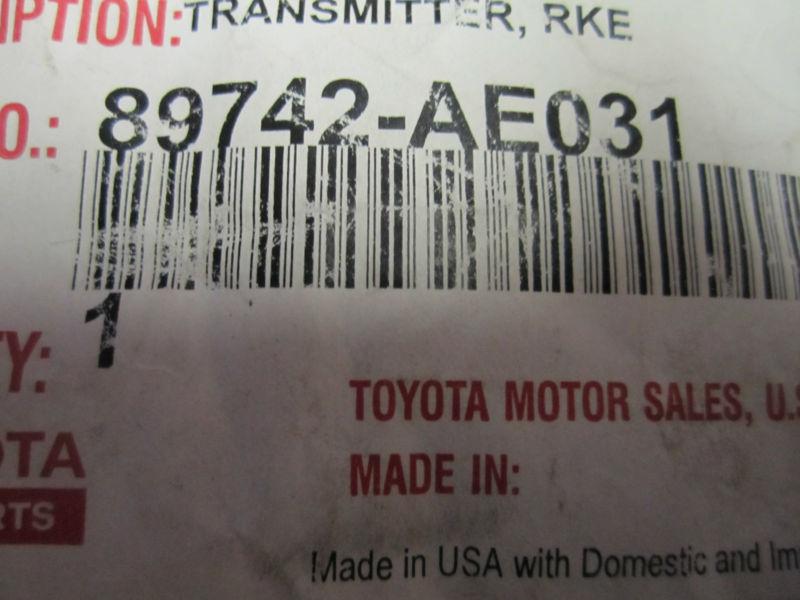 IPTION: TRANSMITTER, RKE
O.: 89742-AE031
TY: 1
OTA
RTS
TOYOTA MOTOR SALES, U.S
MADE IN:
Made in USA with Domestic and Im